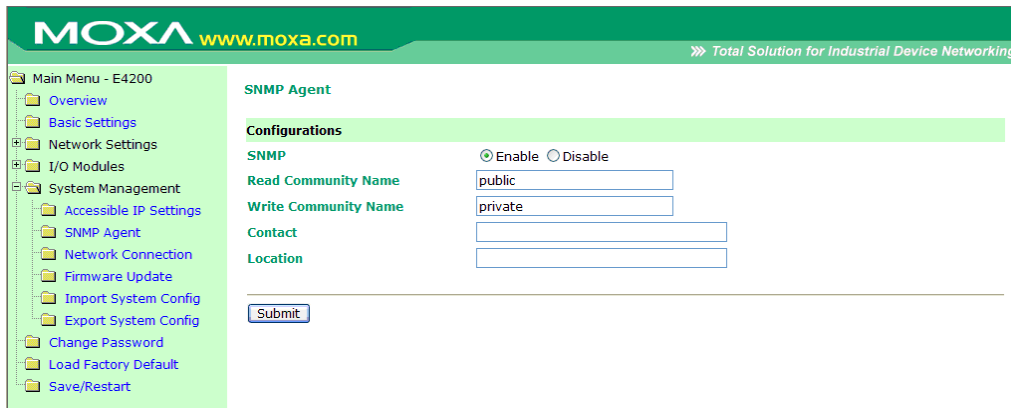 MOXA www.moxa.com
Total Solution for Industrial Device Networking
Main Menu - E4200
Overview
Basic Settings
Network Settings
I/O Modules
System Management
Accessible IP Settings
SNMP Agent
Network Connection
Firmware Update
Import System Config
Export System Config
Change Password
Load Factory Default
Save/Restart
SNMP Agent
Configurations
SNMP Enable Disable
Read Community Name public
Write Community Name private
Contact
Location
Submit